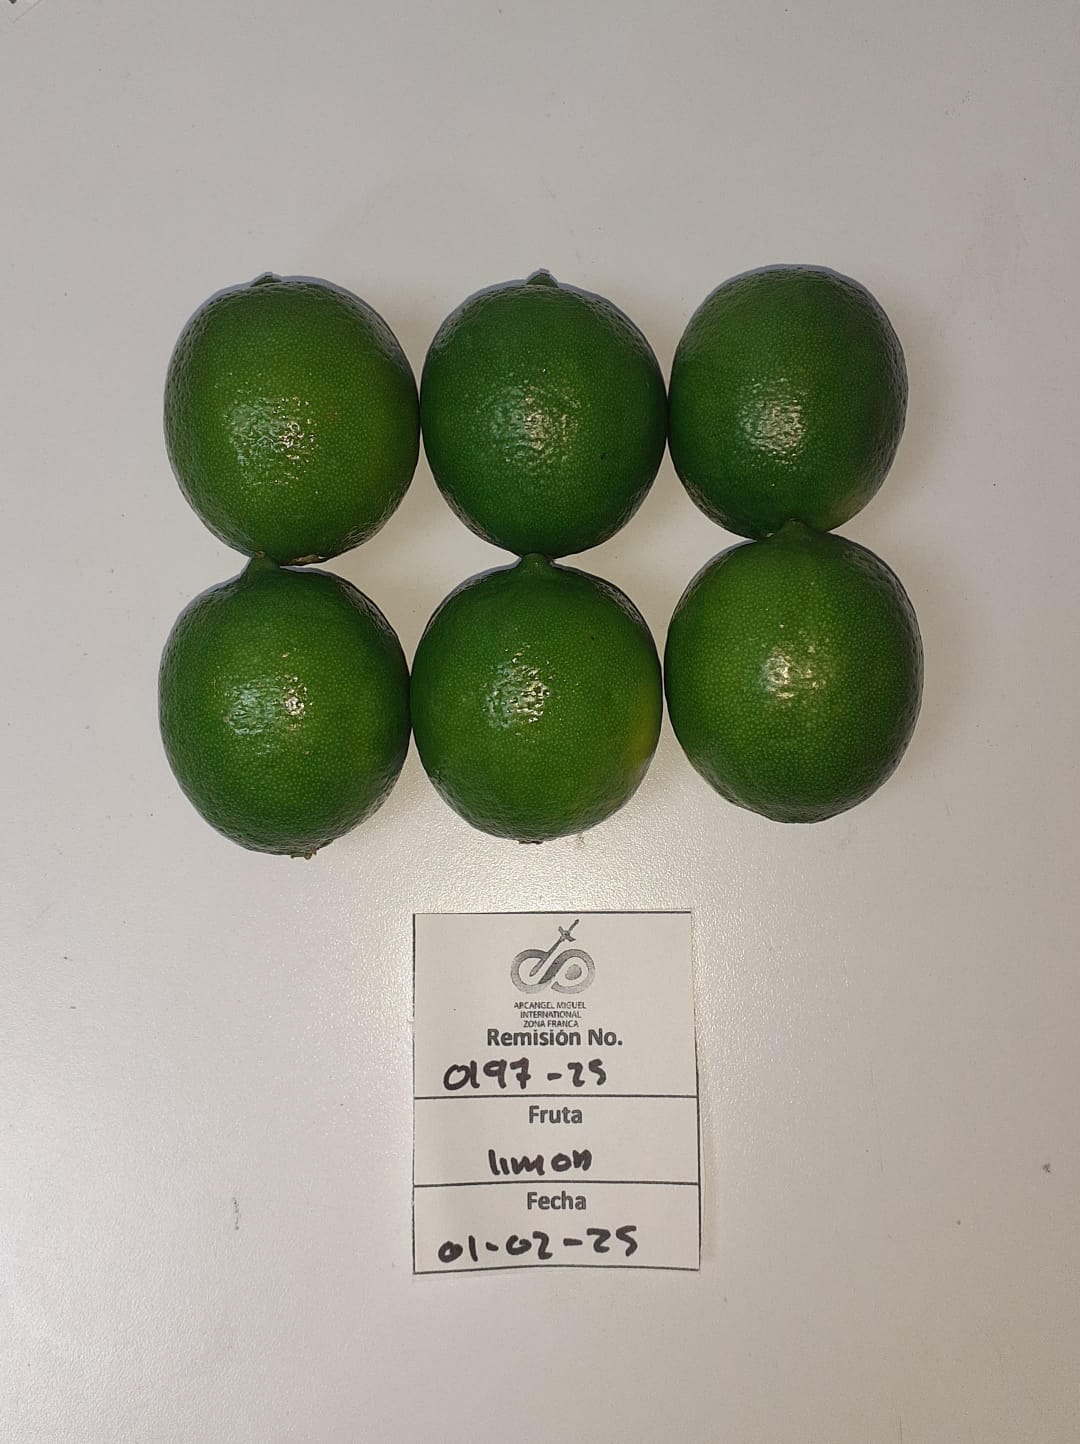 ARCANGEL MIGUEL
INTERNATIONAL
ZONA FRANCA
Remisión No.
0197-25
Fruta
limon
Fecha
01-02-25